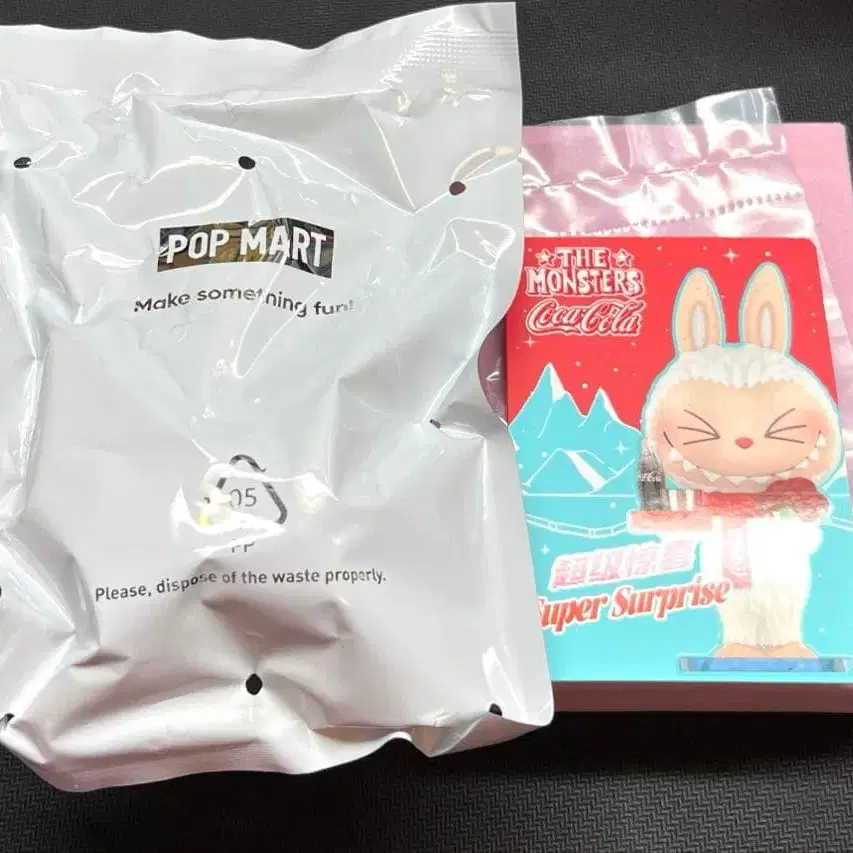 POP MART
Make something fun!
05
PP
Please, dispose of the waste properly.
THE
MONSTERS
Coca-Cola
超级惊喜
Super Surprise